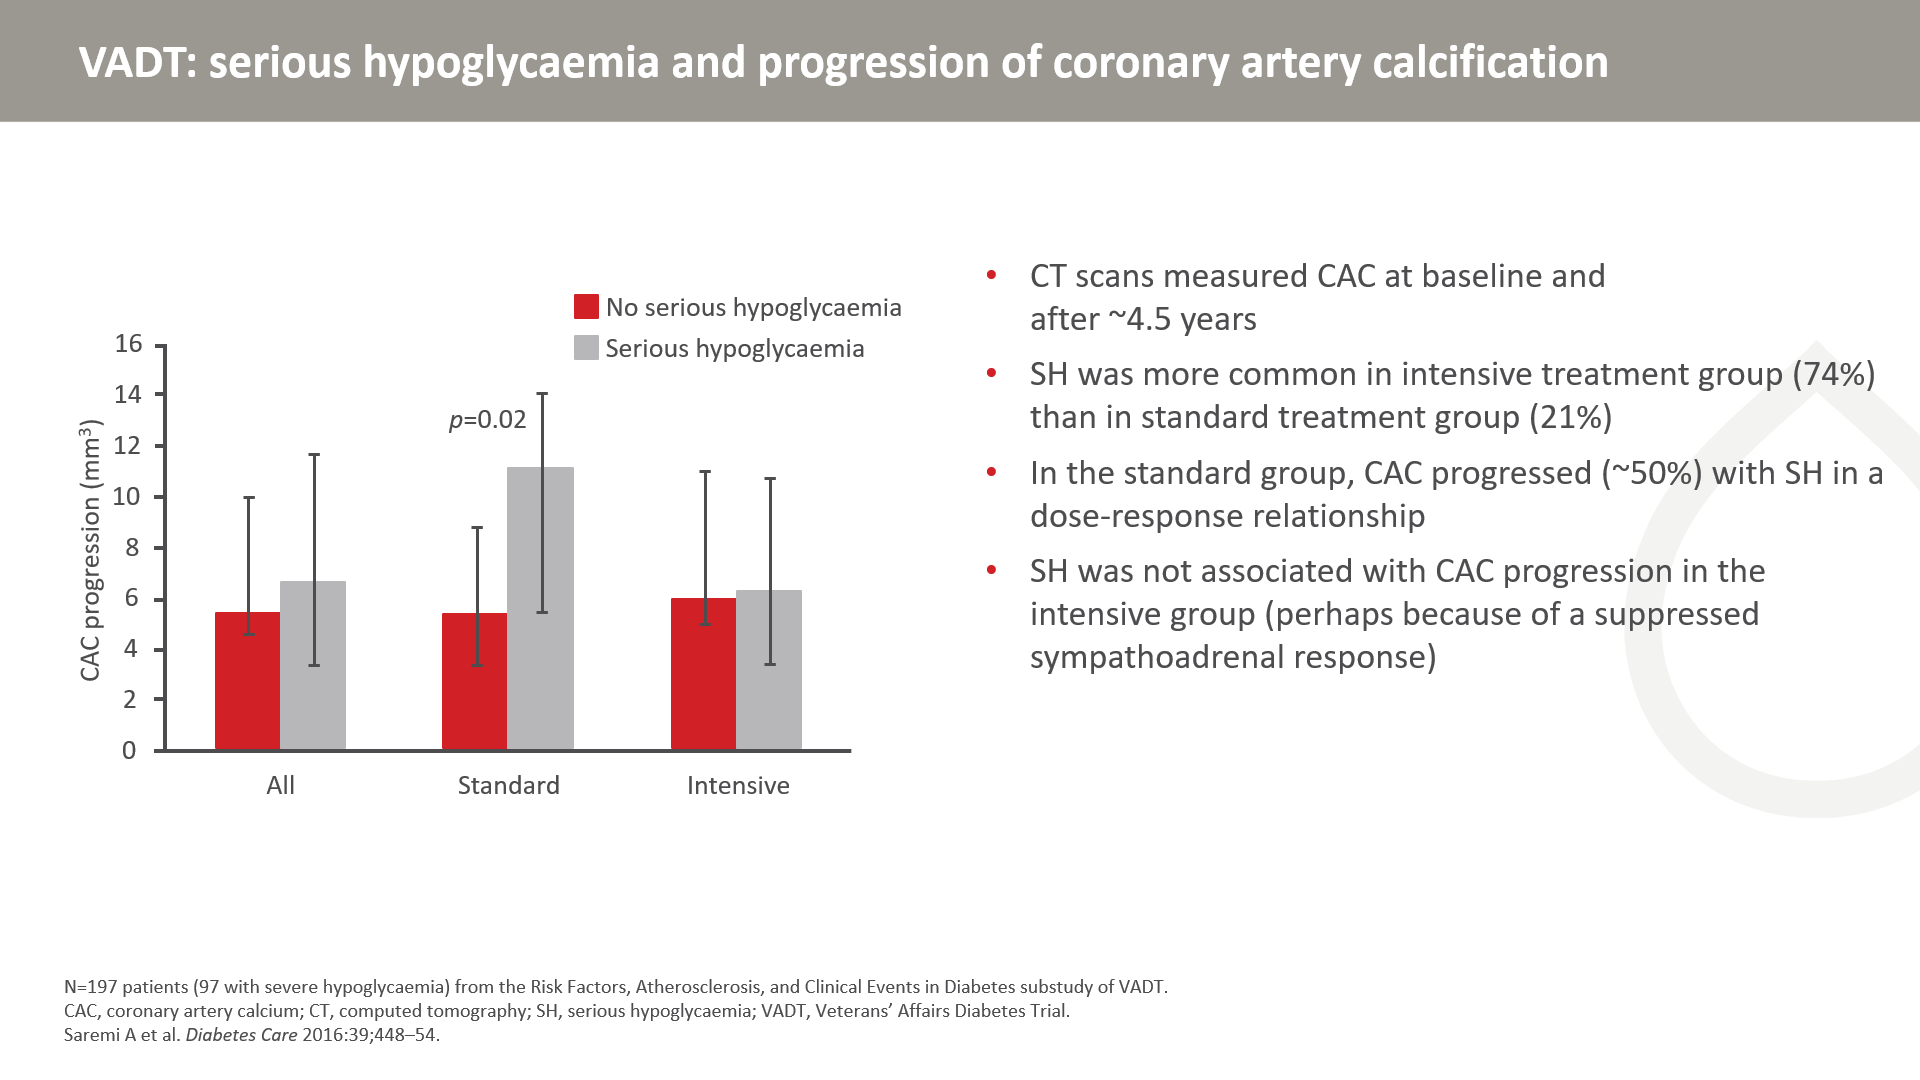 VADT: serious hypoglycaemia and progression of coronary artery calcification
No serious hypoglycaemia
Serious hypoglycaemia
CAC progression (mm³)
16
14
12
10
8
6
4
2
0
p=0.02
All
Standard
Intensive
• CT scans measured CAC at baseline and
after ~4.5 years
• SH was more common in intensive treatment group (74%)
than in standard treatment group (21%)
• In the standard group, CAC progressed (~50%) with SH in a
dose-response relationship
• SH was not associated with CAC progression in the
intensive group (perhaps because of a suppressed
sympathoadrenal response)
N=197 patients (97 with severe hypoglycaemia) from the Risk Factors, Atherosclerosis, and Clinical Events in Diabetes substudy of VADT.
CAC, coronary artery calcium; CT, computed tomography; SH, serious hypoglycaemia; VADT, Veterans’ Affairs Diabetes Trial.
Saremi A et al. Diabetes Care 2016:39;448–54.